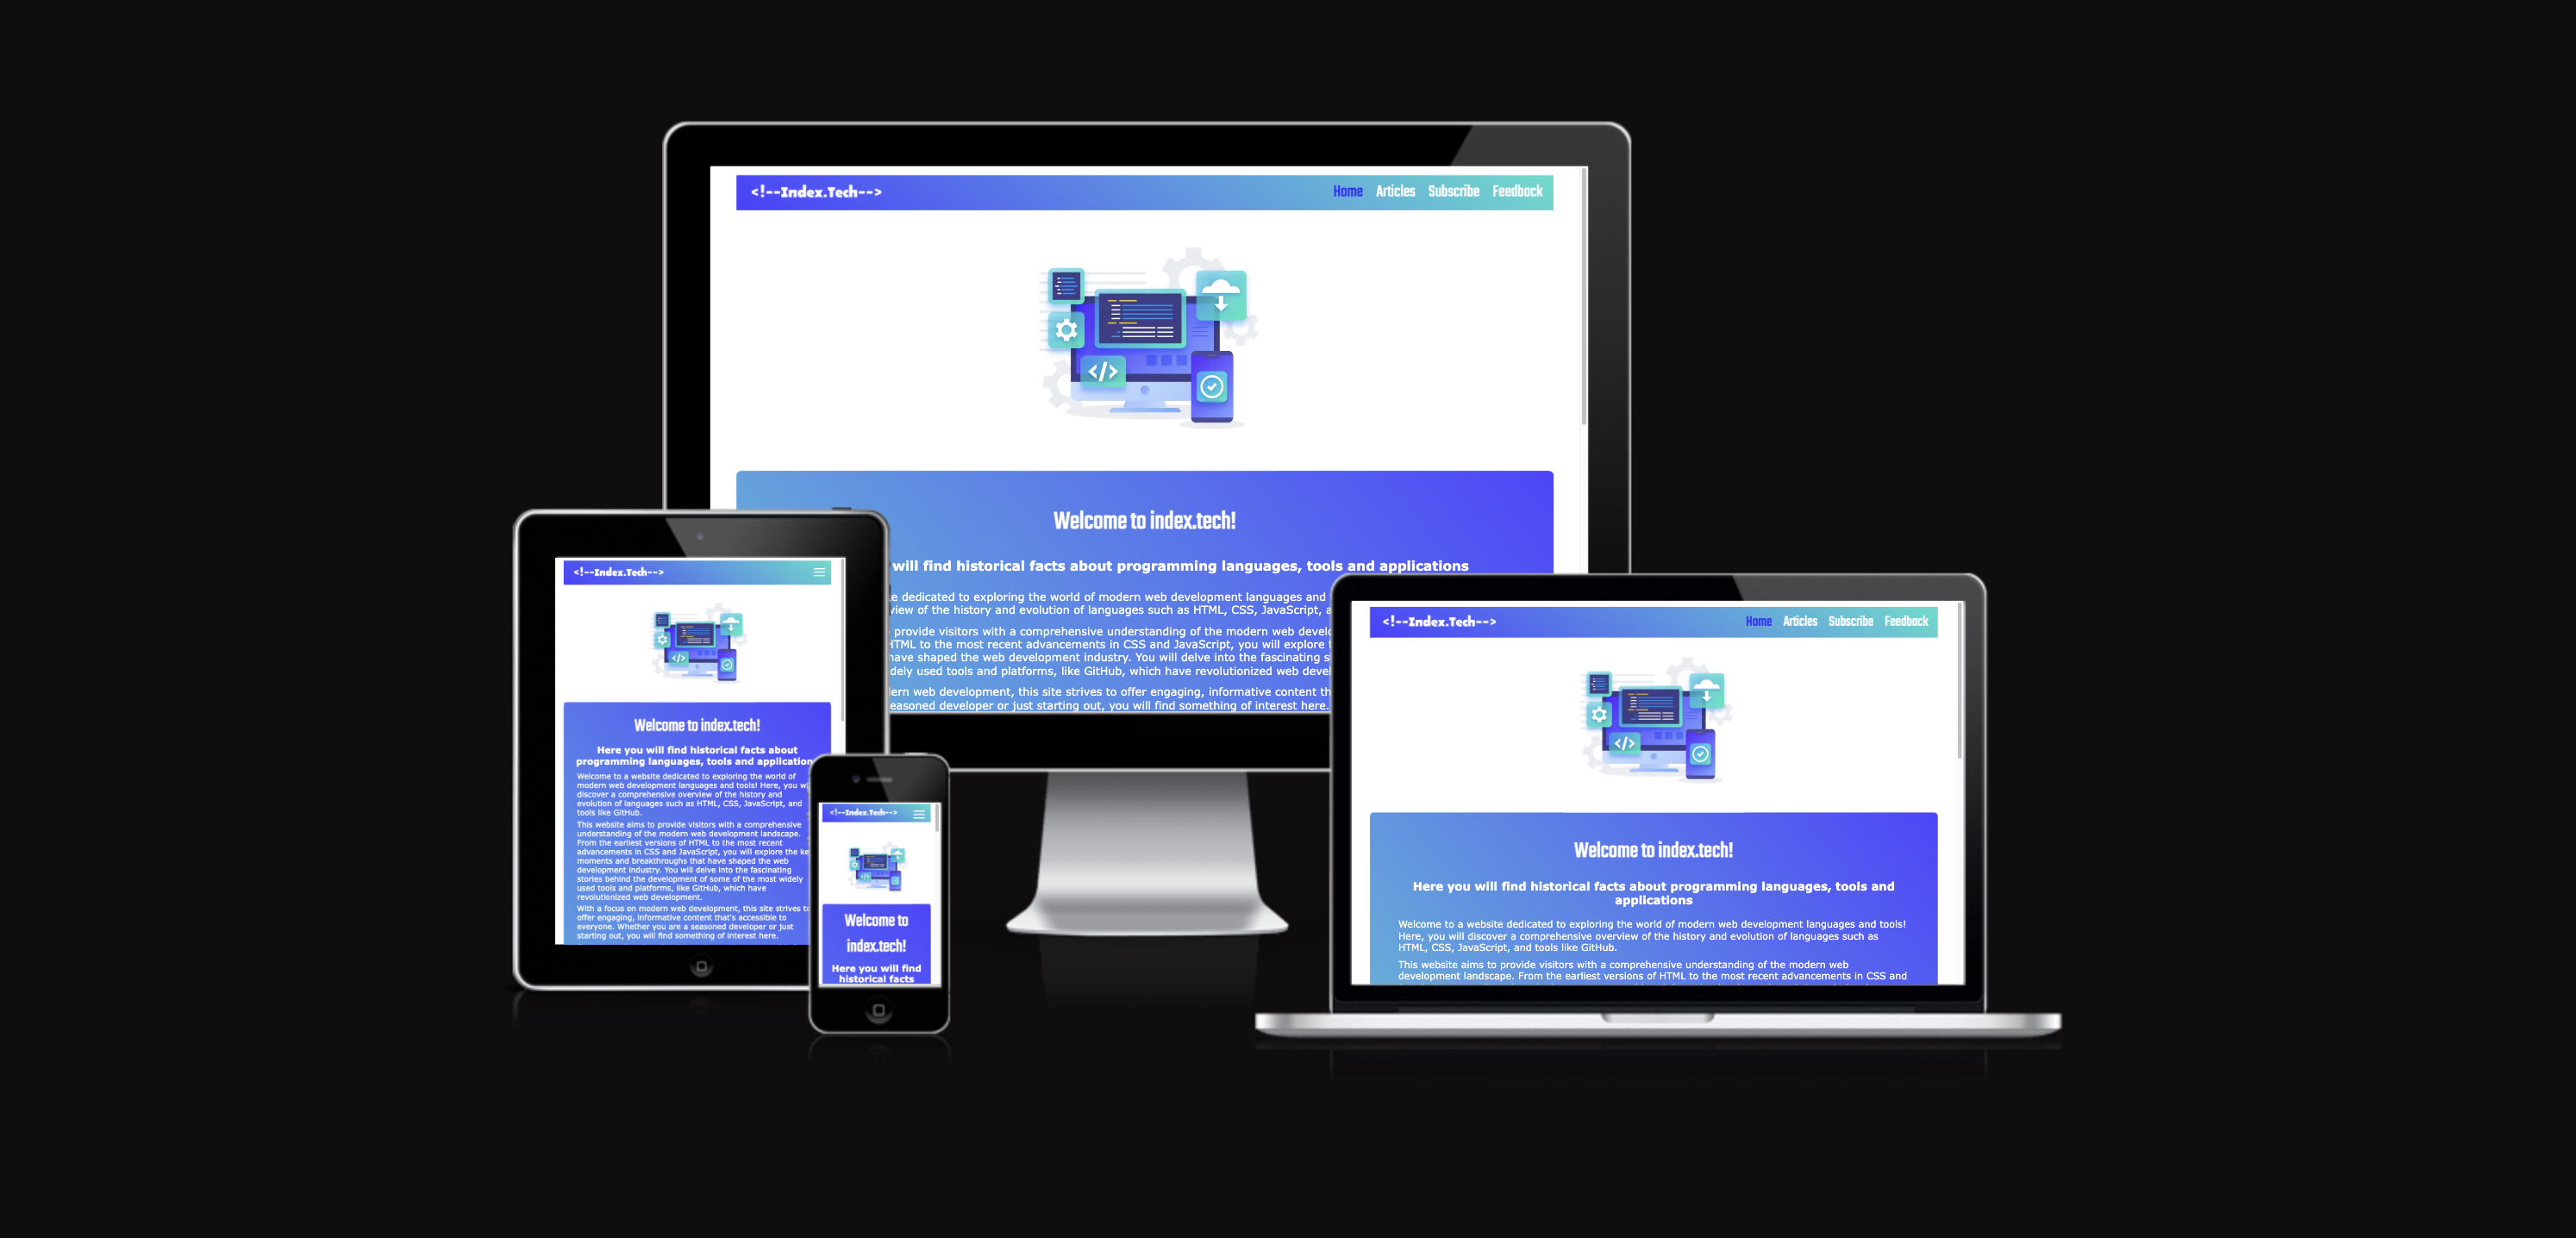 <!--Index.Tech-->
Home Articles Subscribe Feedback
</>
Welcome to index.tech!
will find historical facts about programming languages, tools and applications
dedicated to exploring the world of modern web development languages and
view of the history and evolution of languages such as HTML, CSS, JavaScript,
provide visitors with a comprehensive understanding of the modern web
HTML to the most recent advancements in CSS and JavaScript, you will explore
have shaped the web development industry. You will delve into the fascinating
used tools and platforms, like GitHub, which have revolutionized web
web development, this site strives to offer engaging, informative content
seasoned developer or just starting out, you will find something of interest here.
<!--Index.Tech-->
</>
Welcome to index.tech!
Here you will find historical facts about
programming languages, tools and application
Welcome to a website dedicated to exploring the world of
modern web development languages and tools! Here, you
discover a comprehensive overview of the history and
evolution of languages such as HTML, CSS, JavaScript, and
tools like GitHub.
This website aims to provide visitors with a comprehensive
understanding of the modern web development landscape.
From the earliest versions of HTML to the most recent
advancements in CSS and JavaScript, you will explore the
moments and breakthroughs that have shaped the web
development industry. You will delve into the fascinating
stories behind the development of some of the most widely
used tools and platforms, like GitHub, which have
revolutionized web development.
With a focus on modern web development, this site strives to
offer engaging, informative content that's accessible to
everyone. Whether you are a seasoned developer or just
starting out, you will find something of interest here.
<!--Index.Tech-->
</>
Welcome to
index.tech!
Here you will find
historical facts
<!--Index.Tech-->
Home Articles Subscribe Feedback
</>
Welcome to index.tech!
Here you will find historical facts about programming languages, tools and
applications
Welcome to a website dedicated to exploring the world of modern web development languages and tools!
Here, you will discover a comprehensive overview of the history and evolution of languages such as
HTML, CSS, JavaScript, and tools like GitHub.
This website aims to provide visitors with a comprehensive understanding of the modern web
development landscape. From the earliest versions of HTML to the most recent advancements in CSS and